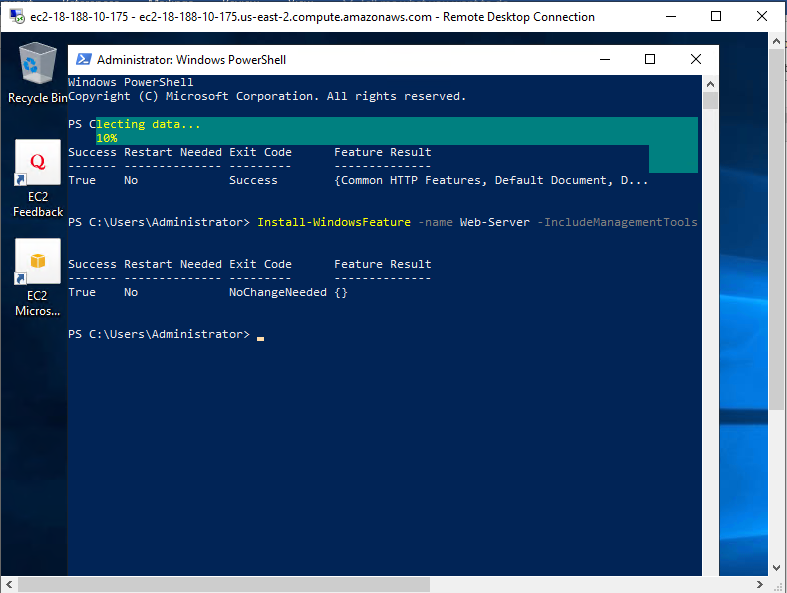 ec2-18-188-10-175 - ec2-18-188-10-175.us-east-2.compute.amazonaws.com - Remote Desktop Connection
Recycle Bin
EC2
Feedback
EC2
Micros...
Administrator: Windows PowerShell
Windows PowerShell
Copyright (C) Microsoft Corporation. All rights reserved.
PS Clecting data...
10%
Success Restart Needed Exit Code Feature Result
------- -------------- --------- --------------
True No Success {Common HTTP Features, Default Document, D...
PS C:\Users\Administrator> Install-WindowsFeature -name Web-Server -IncludeManagementTools
Success Restart Needed Exit Code Feature Result
------- -------------- --------- --------------
True No NoChangeNeeded {}
PS C:\Users\Administrator>